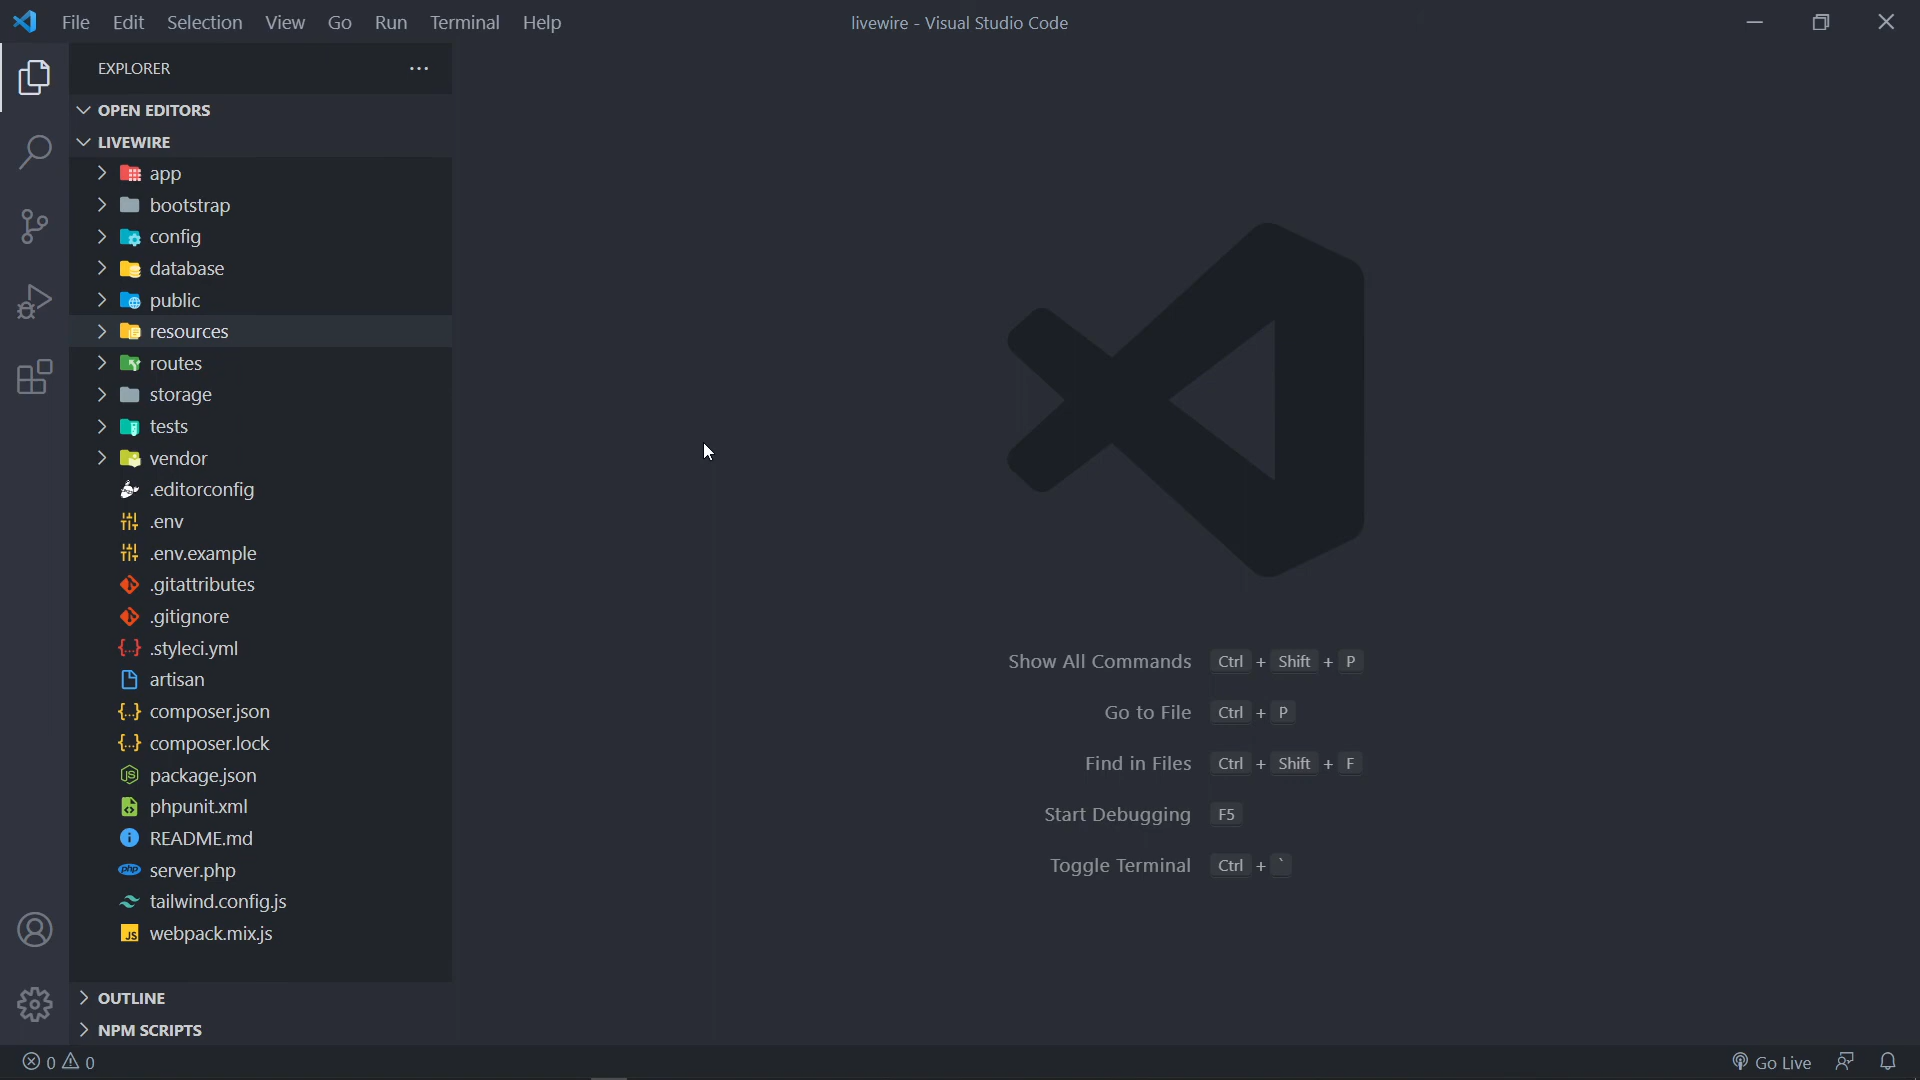 File Edit Selection View Go Run Terminal Help
livewire - Visual Studio Code
EXPLORER
OPEN EDITORS
LIVEWIRE
app
bootstrap
config
database
public
resources
routes
storage
tests
vendor
.editorconfig
.env
.env.example
.gitattributes
.gitignore
.styleci.yml
artisan
composer.json
composer.lock
package.json
phpunit.xml
README.md
server.php
tailwind.config.js
webpack.mix.js
OUTLINE
NPM SCRIPTS
Show All Commands Ctrl + Shift + P
Go to File Ctrl + P
Find in Files Ctrl + Shift + F
Start Debugging F5
Toggle Terminal Ctrl + `
0 0
Go Live